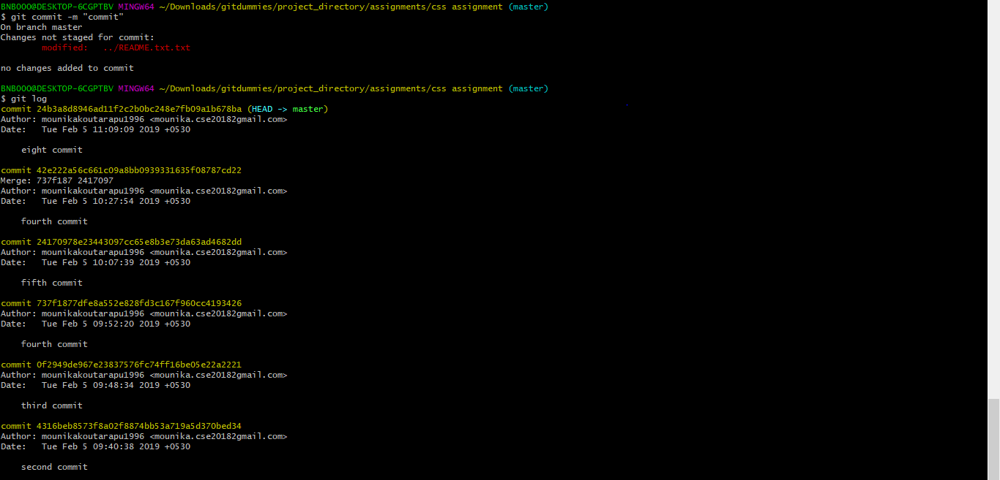 BNBOOO@DESKTOP-6CGPTBV MINGW64 ~/Downloads/gitdummies/project_directory/assignments/css assignment (master)
$ git commit -m "commit"
On branch master
Changes not staged for commit:
        modified:   ../README.txt.txt

no changes added to commit

BNBOOO@DESKTOP-6CGPTBV MINGW64 ~/Downloads/gitdummies/project_directory/assignments/css assignment (master)
$ git log
commit 24b3a8d8946ad11f2c2b0bc248e7fb09a1b678ba (HEAD -> master)
Author: mounikakoutarapu1996 <mounika.cse20182gmail.com>
Date:   Tue Feb 5 11:09:09 2019 +0530

    eight commit

commit 42e222a56c661c09a8bb0939331635f08787cd22
Merge: 737f187 2417097
Author: mounikakoutarapu1996 <mounika.cse20182gmail.com>
Date:   Tue Feb 5 10:27:54 2019 +0530

    fourth commit

commit 24170978e23443097cc65e8b3e73da63ad4682dd
Author: mounikakoutarapu1996 <mounika.cse20182gmail.com>
Date:   Tue Feb 5 10:07:39 2019 +0530

    fifth commit

commit 737f1877dfe8a552e828fd3c167f960cc4193426
Author: mounikakoutarapu1996 <mounika.cse20182gmail.com>
Date:   Tue Feb 5 09:52:20 2019 +0530

    fourth commit

commit 0f2949de967e23837576fc74ff16be05e22a2221
Author: mounikakoutarapu1996 <mounika.cse20182gmail.com>
Date:   Tue Feb 5 09:48:34 2019 +0530

    third commit

commit 4316beb8573f8a02f8874bb53a719a5d370bed34
Author: mounikakoutarapu1996 <mounika.cse20182gmail.com>
Date:   Tue Feb 5 09:40:38 2019 +0530

    second commit